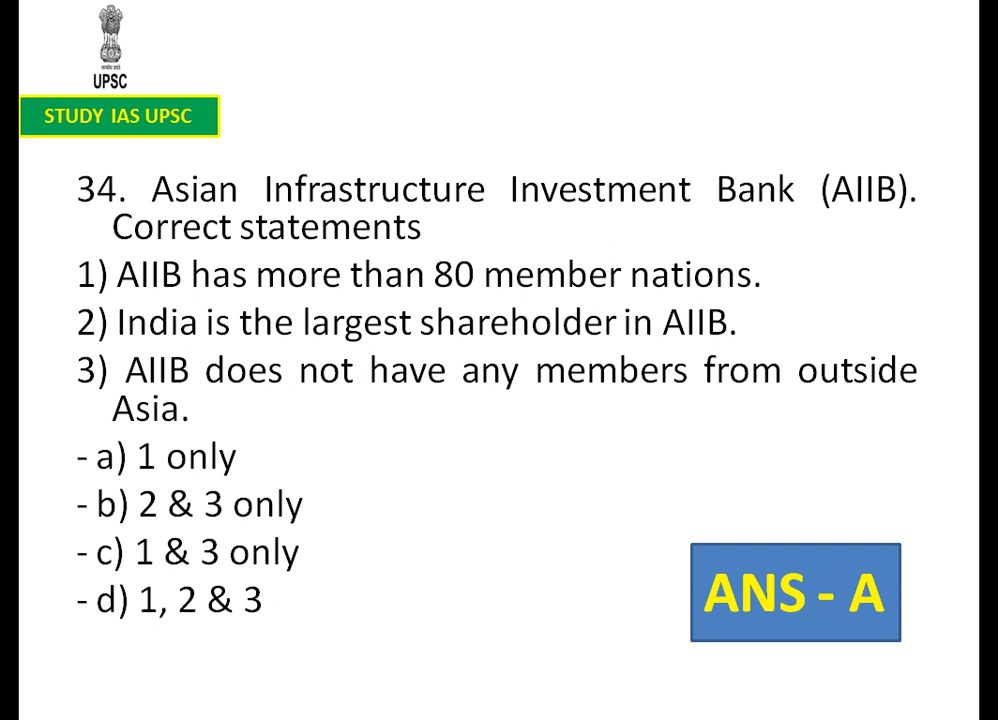 UPSC
STUDY IAS UPSC
34. Asian Infrastructure Investment Bank (AIIB).
Correct statements
1) AIIB has more than 80 member nations.
2) India is the largest shareholder in AIIB.
3) AIIB does not have any members from outside
Asia.
- a) 1 only
- b) 2 & 3 only
- c) 1 & 3 only
- d) 1, 2 & 3
ANS - A